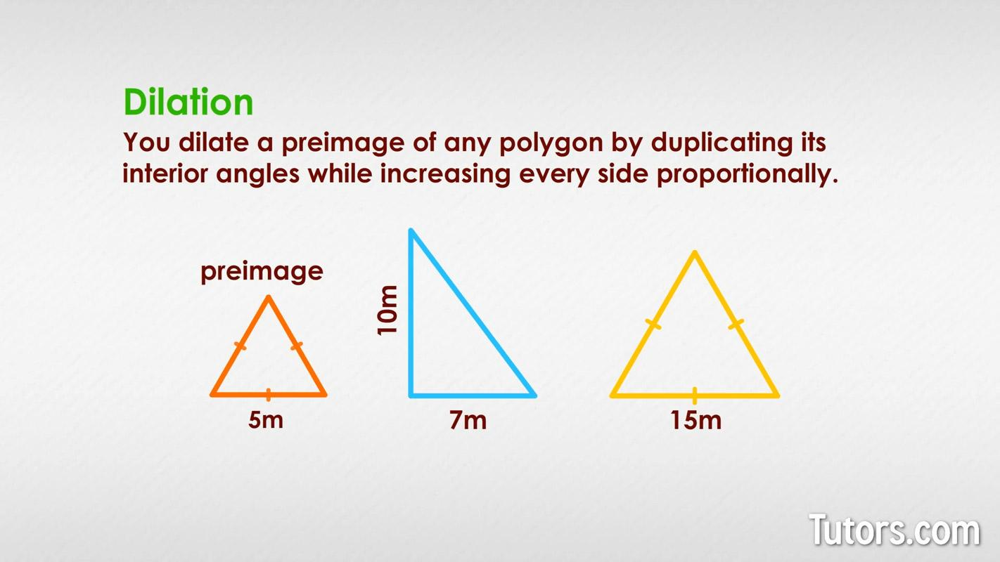 Dilation
You dilate a preimage of any polygon by duplicating its
interior angles while increasing every side proportionally.
preimage
10m
5m
7m
15m
Tutors.com